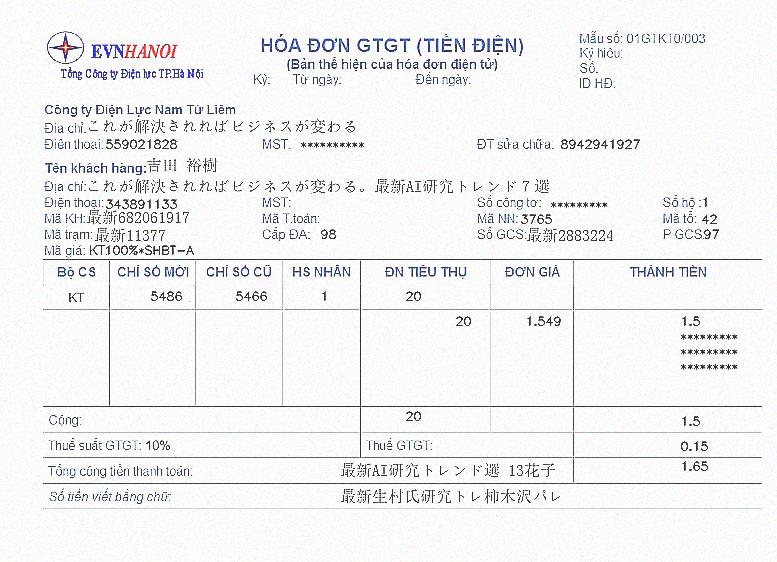 EVNHANOI
Tổng Công ty Điện lực TP.Hà Nội
HÓA ĐƠN GTGT (TIỀN ĐIỆN)
(Bản thể hiện của hóa đơn điện tử)
Kỳ: Từ ngày: Đến ngày:
Mẫu số: 01GTKT0/003
Ký hiệu:
Số:
ID HĐ:
Công ty Điện Lực Nam Từ Liêm
Địa chỉ:これが解決されればビジネスが変わる
Điện thoại:559021828 MST: ********** ĐT sửa chữa: 8942941927
Tên khách hàng:吉田 裕樹
Địa chỉ:これが解決されればビジネスが変わる。最新AI研究トレンド７選
Điện thoại:343891133 MST: Số công tơ: ********* Số hộ :1
Mã KH:最新682061917 Mã T.toán: Mã NN: 3765 Mã tổ: 42
Mã trạm:最新11377 Cấp ĐA: 98 Số GCS:最新2883224 P GCS:97
Mã giá: KT100%*SHBT-A
Bộ CS CHỈ SỐ MỚI CHỈ SỐ CŨ HS NHÂN ĐN TIÊU THỤ ĐƠN GIÁ THÀNH TIỀN
KT 5486 5466 1 20
20 1.549 1.5
*********
*********
*********
Cộng: 20 1.5
Thuế suất GTGT: 10% Thuế GTGT: 0.15
Tổng cộng tiền thanh toán: 最新AI研究トレンド選 13花子 1.65
Số tiền viết bằng chữ: 最新生村氏研究トレ柿木沢パレ